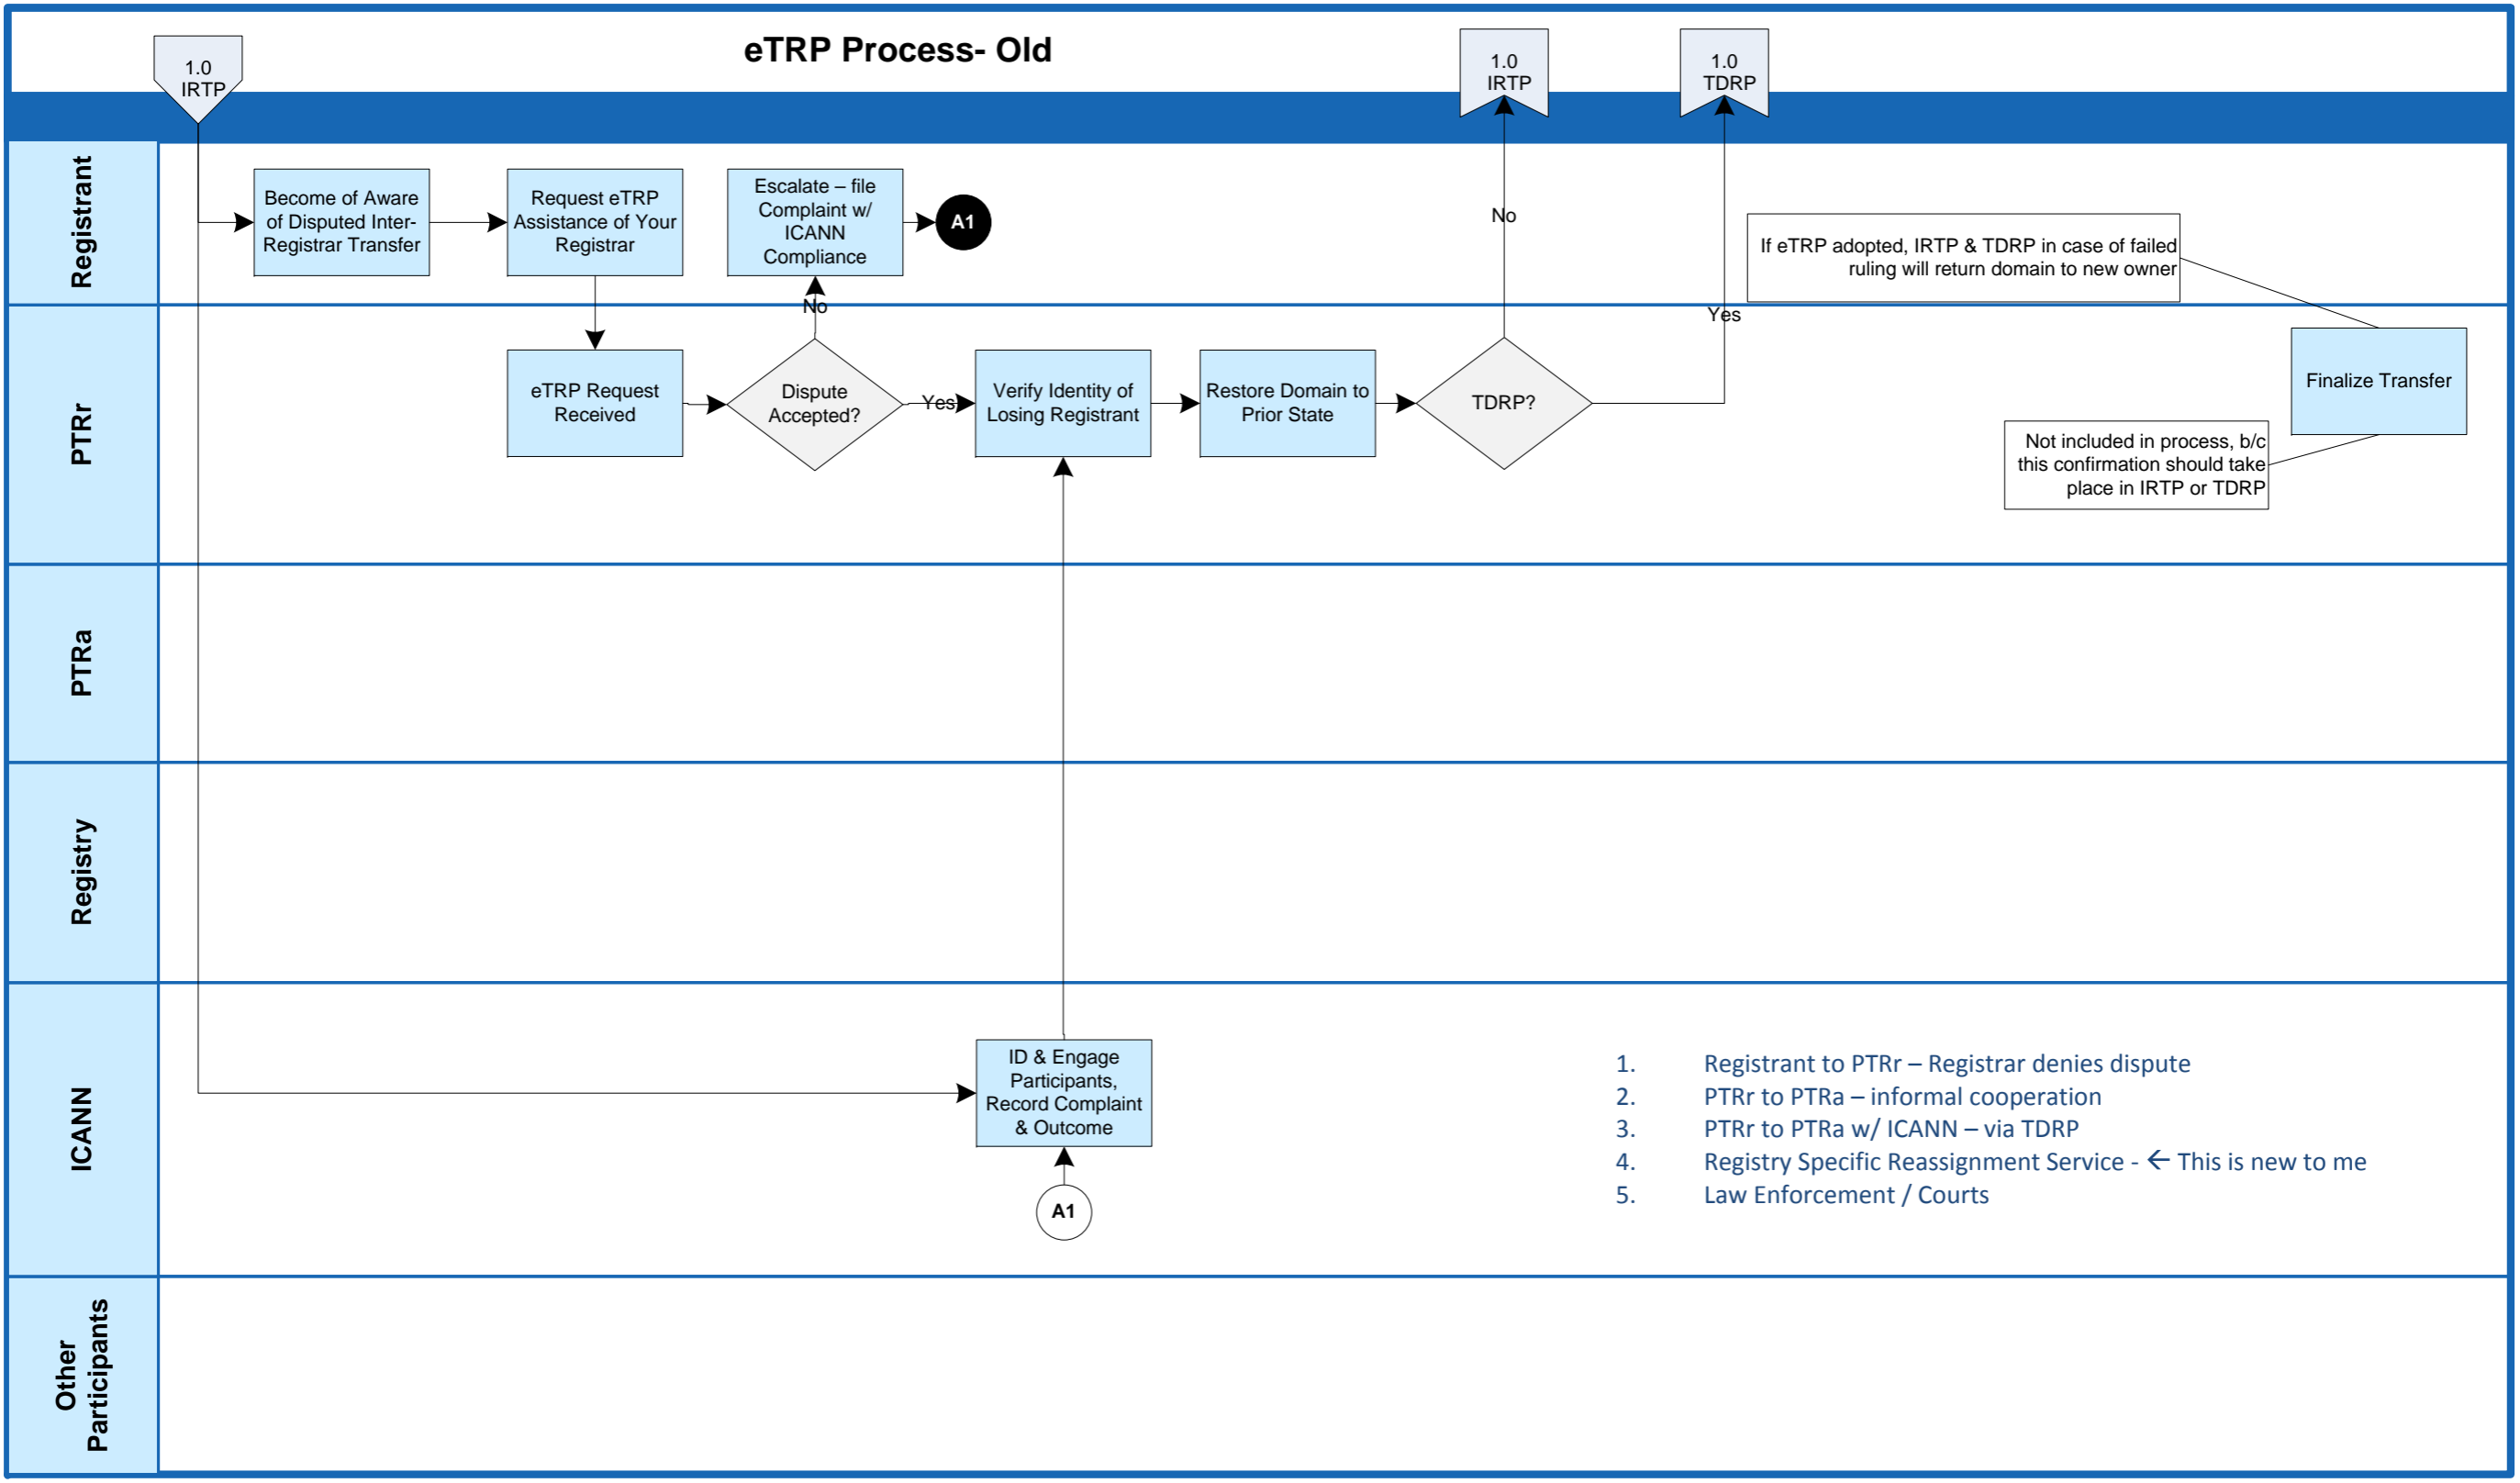 eTRP Process- Old
1.0
IRTP
1.0
IRTP
1.0
TDRP
Registrant
Become of Aware
of Disputed Inter-
Registrar Transfer
Request eTRP
Assistance of Your
Registrar
Escalate – file
Complaint w/
ICANN
Compliance
A1
No
If eTRP adopted, IRTP & TDRP in case of failed
ruling will return domain to new owner
No
Yes
PTRr
eTRP Request
Received
Dispute
Accepted?
Yes
Verify Identity of
Losing Registrant
Restore Domain to
Prior State
TDRP?
Finalize Transfer
Not included in process, b/c
this confirmation should take
place in IRTP or TDRP
PTRa
Registry
ICANN
ID & Engage
Participants,
Record Complaint
& Outcome
A1
1. Registrant to PTRr – Registrar denies dispute
2. PTRr to PTRa – informal cooperation
3. PTRr to PTRa w/ ICANN – via TDRP
4. Registry Specific Reassignment Service - ← This is new to me
5. Law Enforcement / Courts
Other
Participants